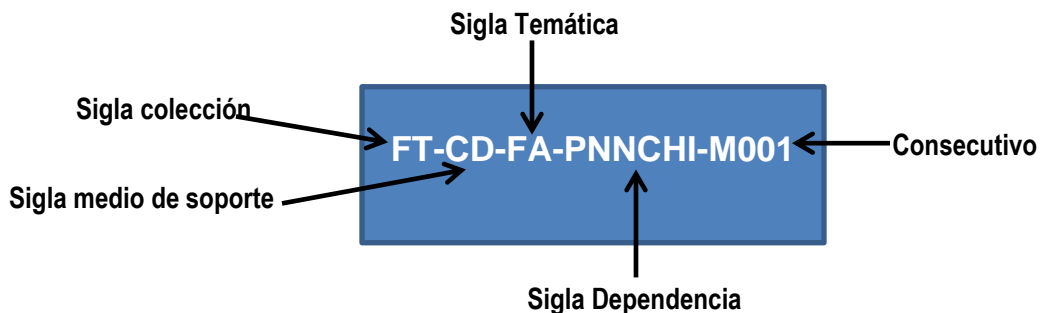 Sigla Temática
Sigla colección
FT-CD-FA-PNNCHI-M001
Consecutivo
Sigla medio de soporte
Sigla Dependencia